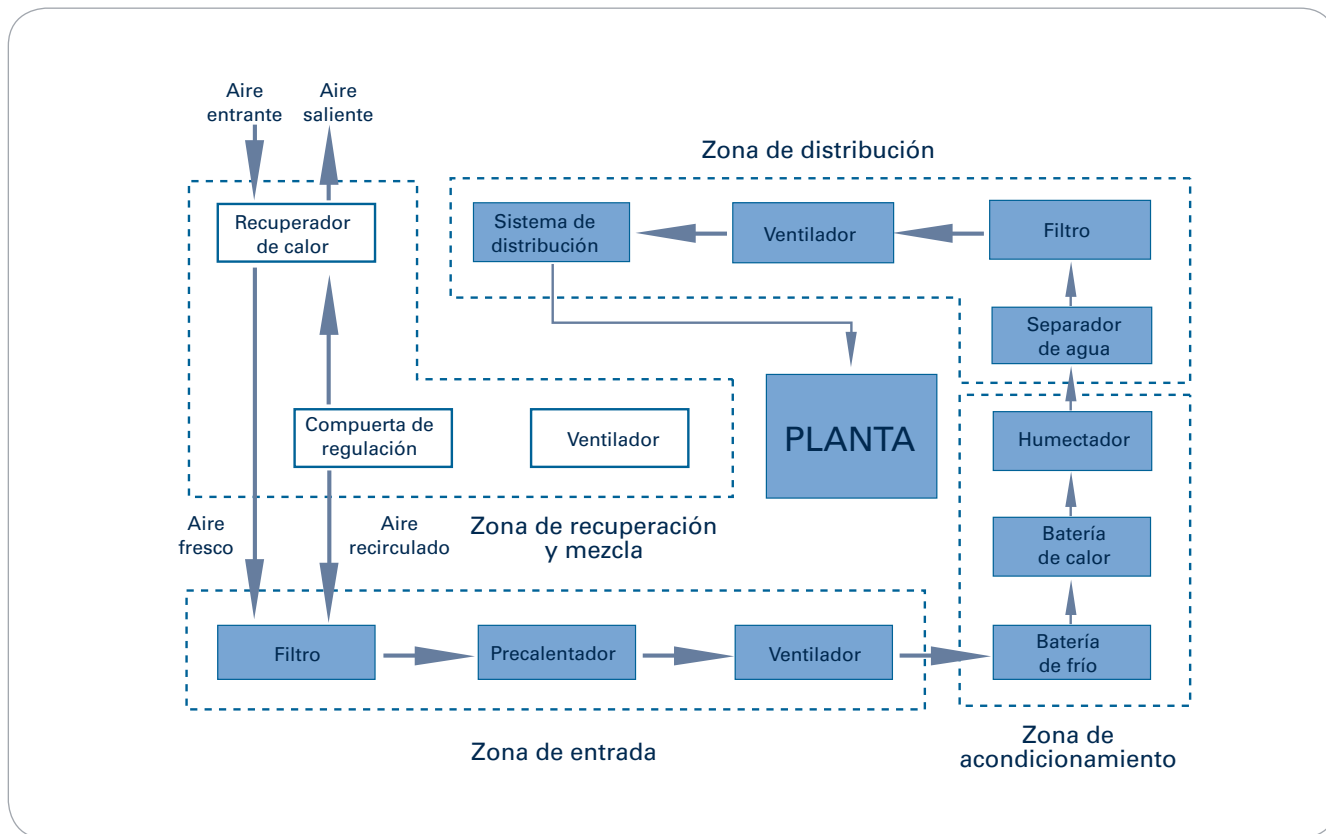 Aire
entrante
Aire
saliente
Zona de distribución
Recuperador
de calor
Sistema de
distribución
Ventilador
Filtro
Separador
de agua
PLANTA
Compuerta de
regulación
Ventilador
Humectador
Aire
fresco
Aire
recirculado
Zona de recuperación
y mezcla
Batería
de calor
Filtro
Precalentador
Ventilador
Batería
de frío
Zona de entrada
Zona de
acondicionamiento